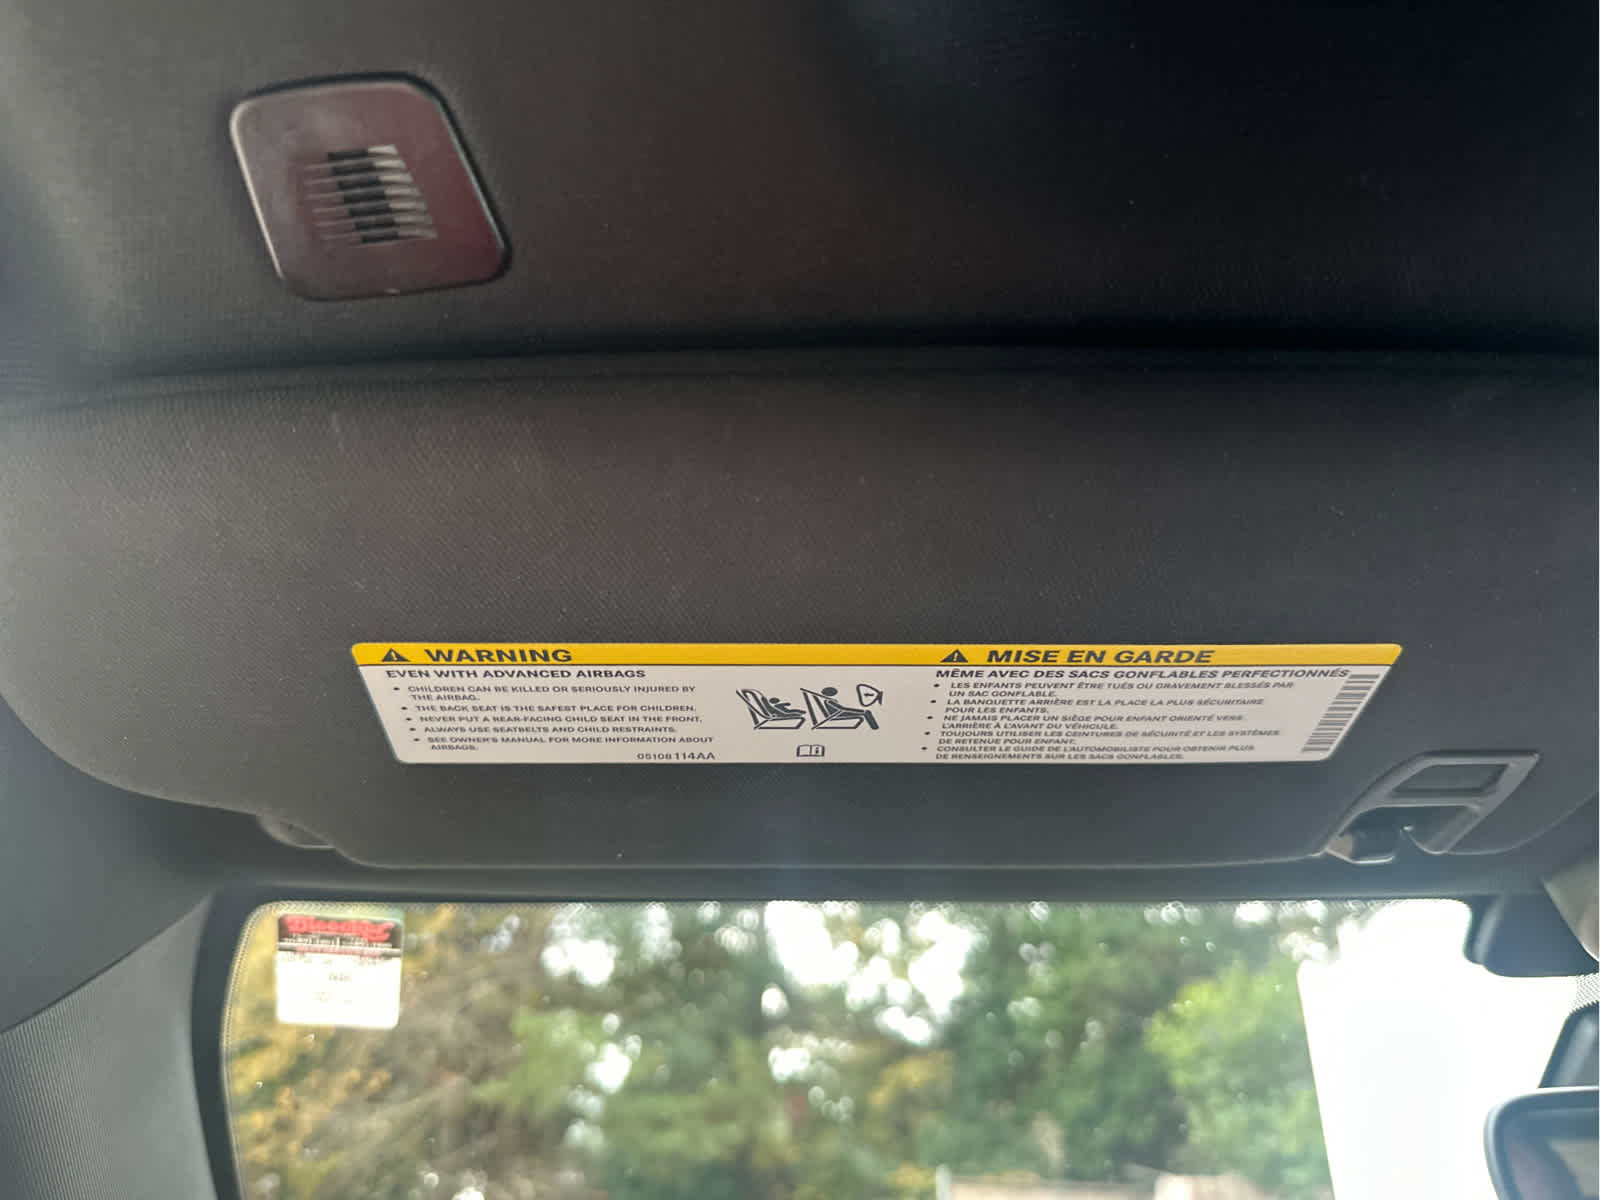 WARNING
EVEN WITH ADVANCED AIRBAGS
• CHILDREN CAN BE KILLED OR SERIOUSLY INJURED BY
THE AIRBAG.
• THE BACK SEAT IS THE SAFEST PLACE FOR CHILDREN.
• NEVER PUT A REAR-FACING CHILD SEAT IN THE FRONT.
• ALWAYS USE SEATBELTS AND CHILD RESTRAINTS.
• SEE OWNER'S MANUAL FOR MORE INFORMATION ABOUT
AIRBAGS.
05108114AA
MISE EN GARDE
MÊME AVEC DES SACS GONFLABLES PERFECTIONNÉS
• LES ENFANTS PEUVENT ÊTRE TUÉS OU GRAVEMENT BLESSÉS PAR
UN SAC GONFLABLE.
• LA BANQUETTE ARRIÈRE EST LA PLACE LA PLUS SÉCURITAIRE
POUR LES ENFANTS.
• NE JAMAIS PLACER UN SIÈGE POUR ENFANT ORIENTÉ VERS
L'ARRIÈRE À L'AVANT DU VÉHICULE.
• TOUJOURS UTILISER LES CEINTURES DE SÉCURITÉ ET LES SYSTÈMES
DE RETENUE POUR ENFANT.
• CONSULTER LE GUIDE DE L'AUTOMOBILISTE POUR OBTENIR PLUS
DE RENSEIGNEMENTS SUR LES SACS GONFLABLES.